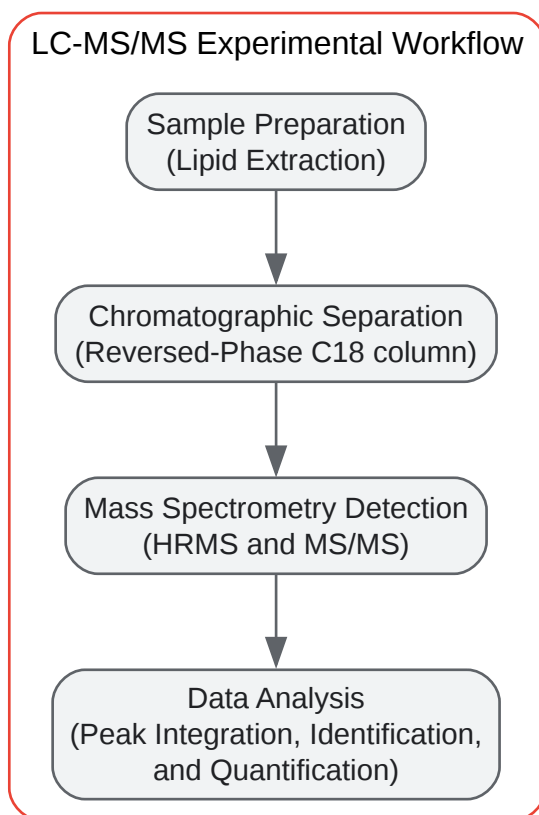 LC-MS/MS Experimental Workflow
Sample Preparation
(Lipid Extraction)
Chromatographic Separation
(Reversed-Phase C18 column)
Mass Spectrometry Detection
(HRMS and MS/MS)
Data Analysis
(Peak Integration, Identification,
and Quantification)